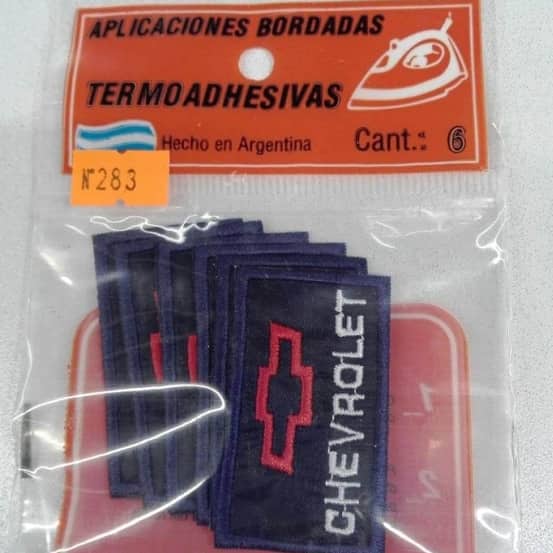 APLICACIONES BORDADAS
TERMOADHESIVAS
Hecho en Argentina
Cant.: 6
N°283
CHEVROLET